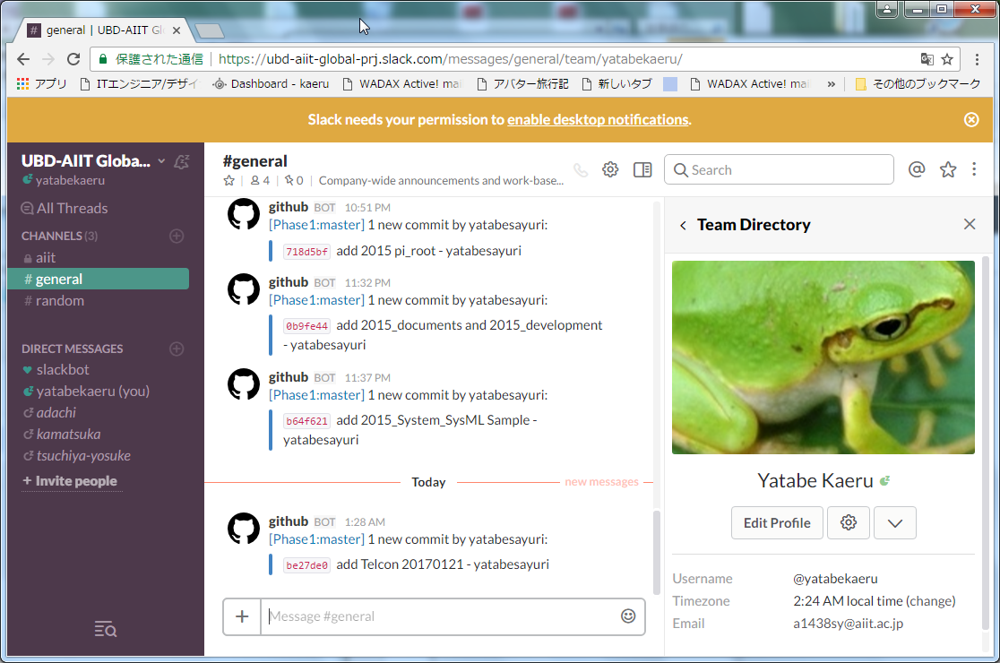 general | UBD-AIIT Gl
保護された通信 | https://ubd-aiit-global-prj.slack.com/messages/general/team/yatabekaeru/
アプリ ITエンジニア/デザイ Dashboard - kaeru WADAX Active! mai アバター旅行記 新しいタブ WADAX Active! mai » その他のブックマーク
Slack needs your permission to enable desktop notifications.
UBD-AIIT Globa...
yatabekaeru
All Threads
CHANNELS (3)
aiit
# general
# random
DIRECT MESSAGES
slackbot
yatabekaeru (you)
adachi
kamatsuka
tsuchiya-yosuke
+ Invite people
#general
4 | 0 | Company-wide announcements and work-base...
Search
github BOT 10:51 PM
[Phase1:master] 1 new commit by yatabesayuri:
718d5bf add 2015 pi_root - yatabesayuri
github BOT 11:32 PM
[Phase1:master] 1 new commit by yatabesayuri:
0b9fe44 add 2015_documents and 2015_development
- yatabesayuri
github BOT 11:37 PM
[Phase1:master] 1 new commit by yatabesayuri:
b64f621 add 2015_System_SysML Sample -
yatabesayuri
Today
new messages
github BOT 1:28 AM
[Phase1:master] 1 new commit by yatabesayuri:
be27de0 add Telcon 20170121 - yatabesayuri
+ Message #general
Team Directory
Yatabe Kaeru
Edit Profile
Username @yatabekaeru
Timezone 2:24 AM local time (change)
Email a1438sy@aiit.ac.jp